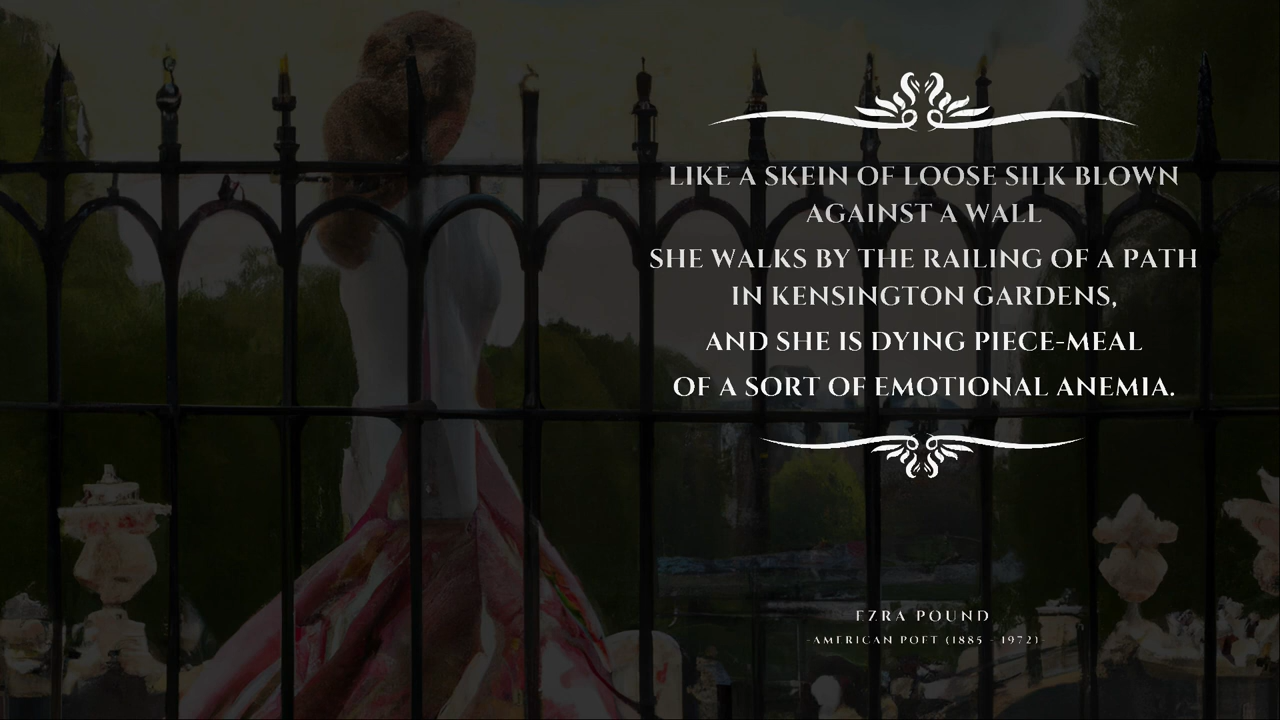 LIKE A SKEIN OF LOOSE SILK BLOWN
AGAINST A WALL
SHE WALKS BY THE RAILING OF A PATH
IN KENSINGTON GARDENS,
AND SHE IS DYING PIECE-MEAL
OF A SORT OF EMOTIONAL ANEMIA.
EZRA POUND
-AMERICAN POET (1885 - 1972)